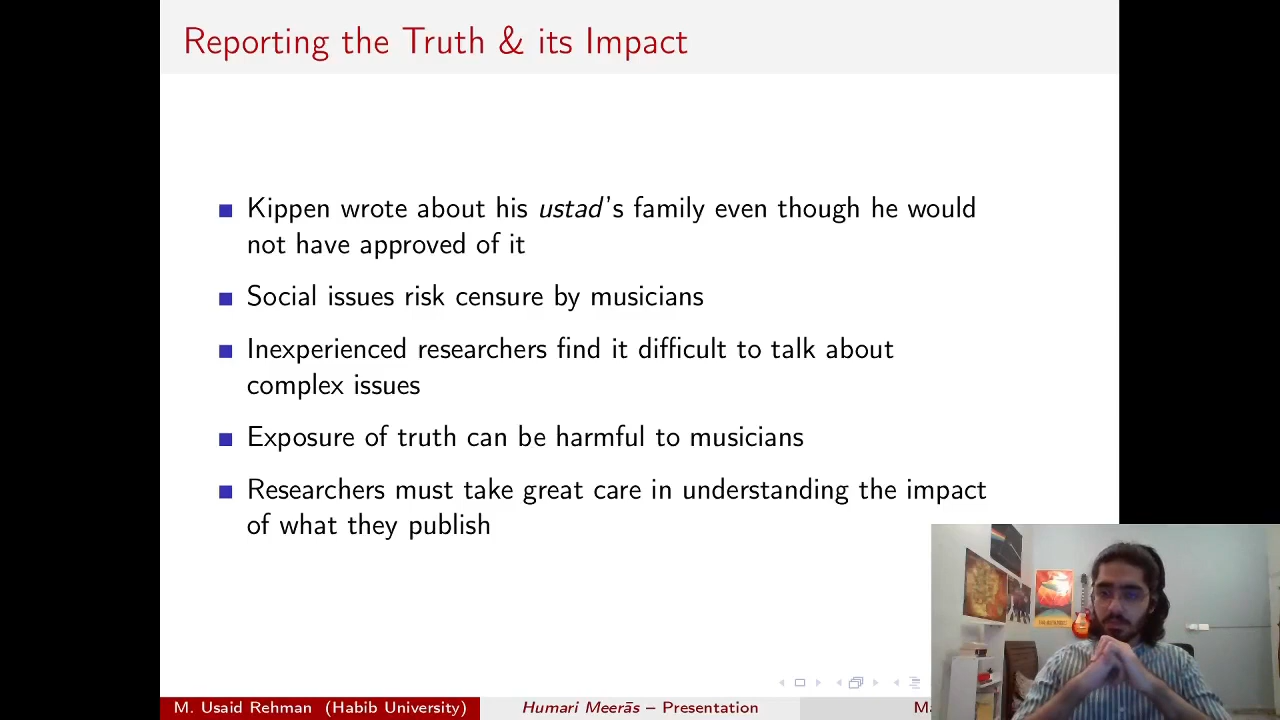 Reporting the Truth & its Impact
Kippen wrote about his ustad's family even though he would
not have approved of it
Social issues risk censure by musicians
Inexperienced researchers find it difficult to talk about
complex issues
Exposure of truth can be harmful to musicians
Researchers must take great care in understanding the impact
of what they publish
M. Usaid Rehman (Habib University)
Humari Meerās – Presentation